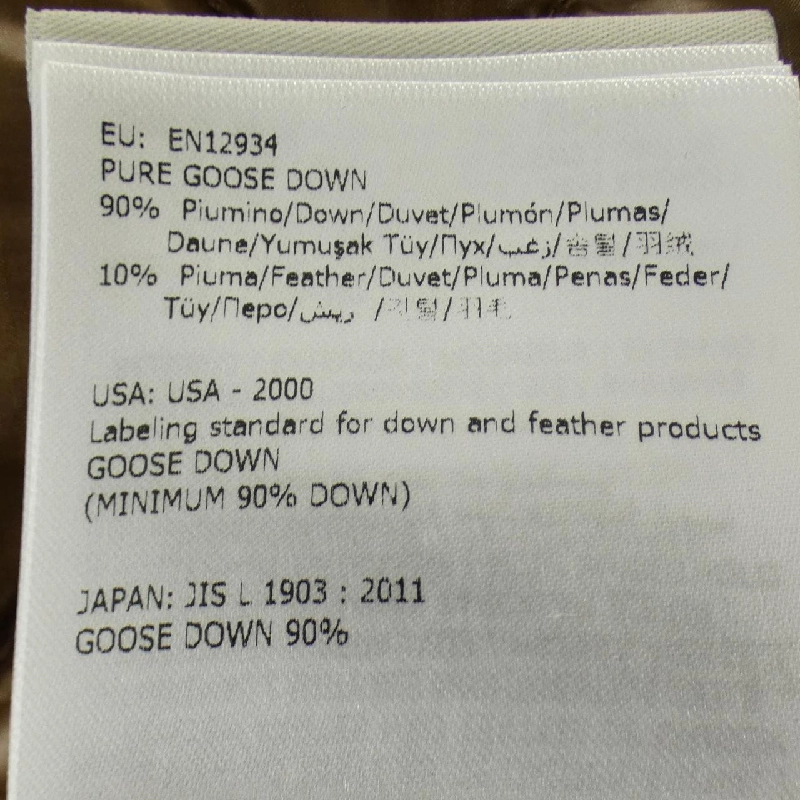 EU: EN12934
PURE GOOSE DOWN
90% Piumino/Down/Duvet/Plumón/Plumas/
Daune/Yumuşak Tüy/Пух/زغب/솜털/羽绒
10% Piuma/Feather/Duvet/Pluma/Penas/Feder/
Tüy/Перо/ريش /깃털/羽毛
USA: USA - 2000
Labeling standard for down and feather products
GOOSE DOWN
(MINIMUM 90% DOWN)
JAPAN: JIS L 1903 : 2011
GOOSE DOWN 90%